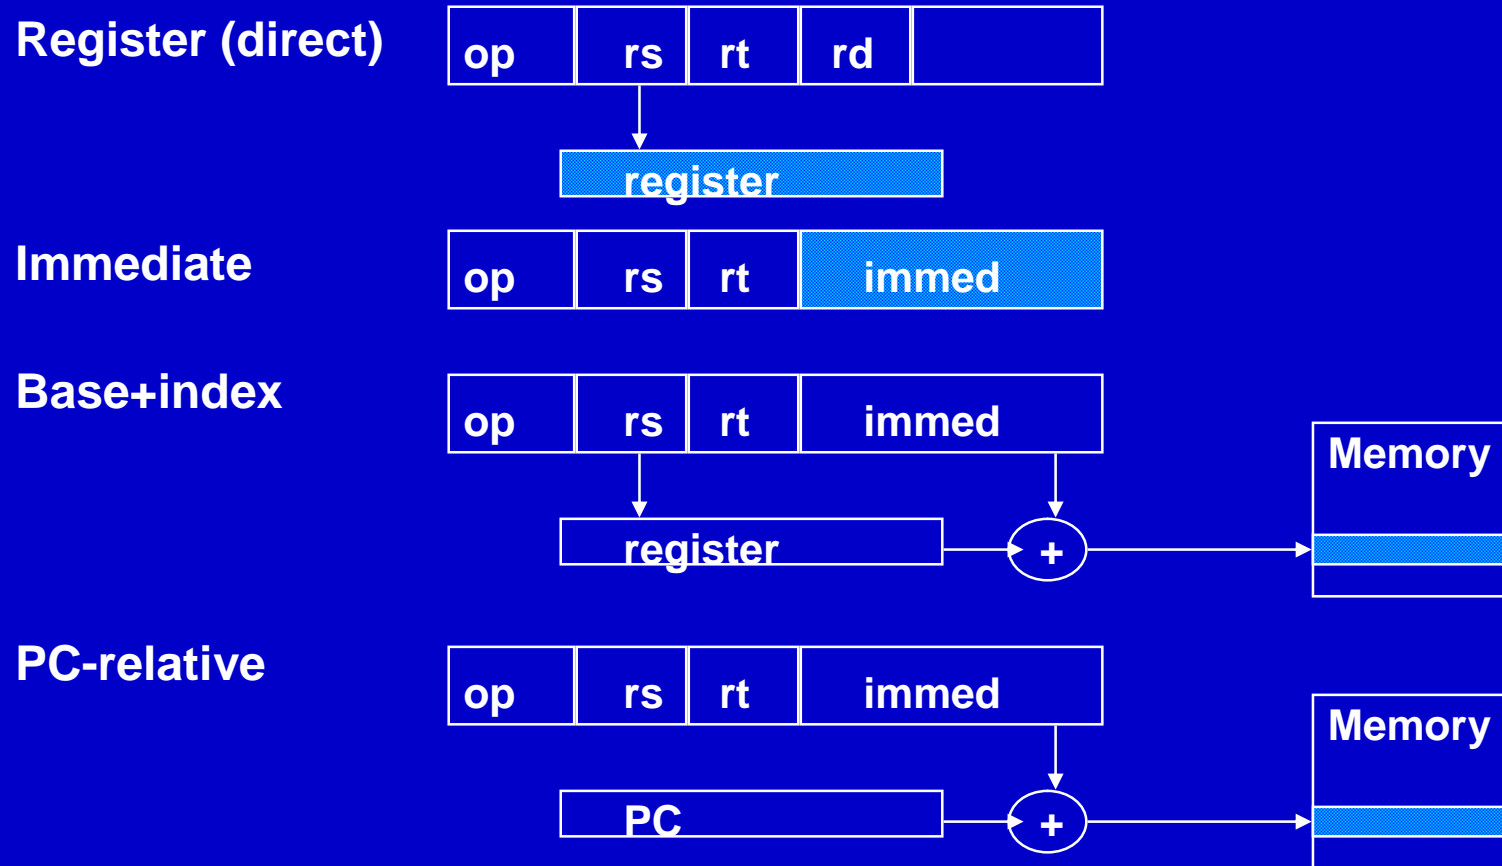 Register (direct)
op rs rt rd
register
Immediate
op rs rt immed
Base+index
op rs rt immed
Memory
register +
PC-relative
op rs rt immed
Memory
PC +